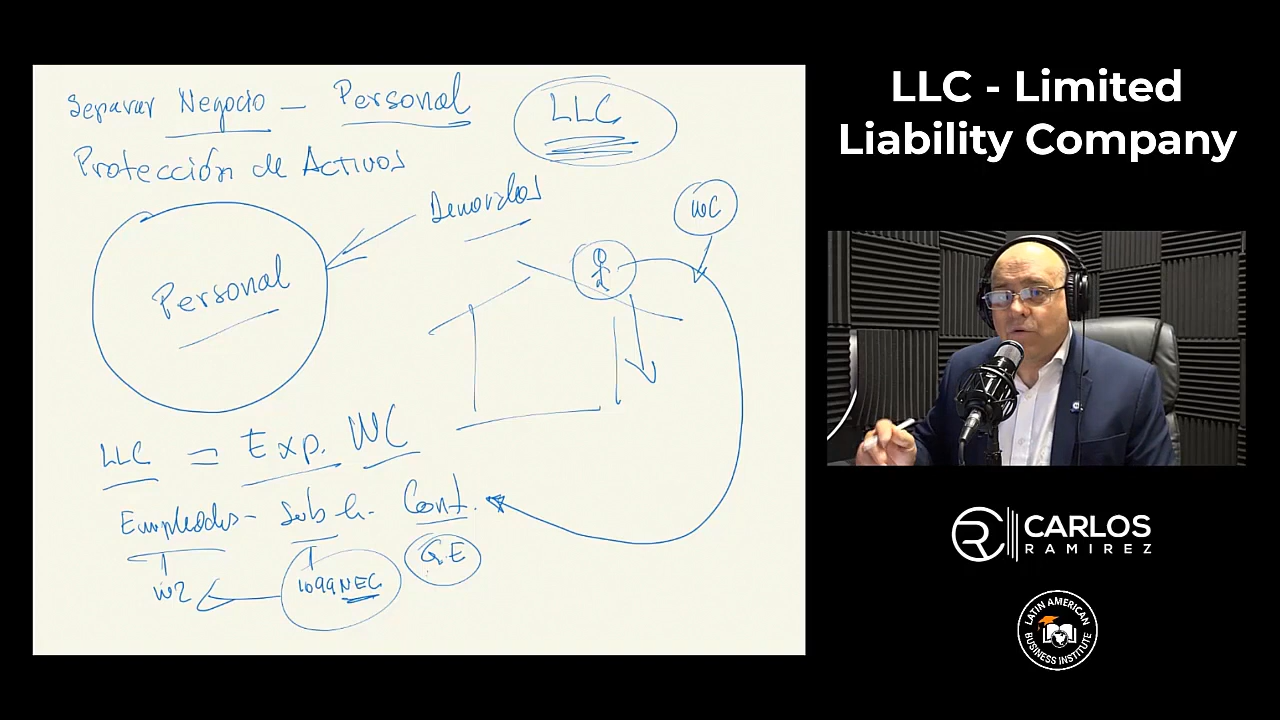 Separar Negocio - Personal
LLC
Protección de Activos
Demandas
WC
Personal
LLC = Exp. WC
Empleados - Sub-C- Cont.
W2
1099NEC
Q.E
LLC - Limited
Liability Company
CARLOS
RAMIREZ
LATIN AMERICAN
BUSINESS INSTITUTE